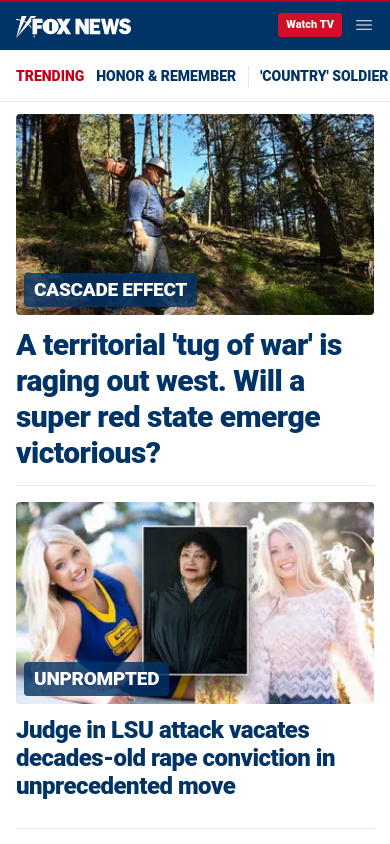 FOX NEWS
Watch TV
TRENDING HONOR & REMEMBER 'COUNTRY' SOLDIER
CASCADE EFFECT
A territorial 'tug of war' is
raging out west. Will a
super red state emerge
victorious?
UNPROMPTED
Judge in LSU attack vacates
decades-old rape conviction in
unprecedented move